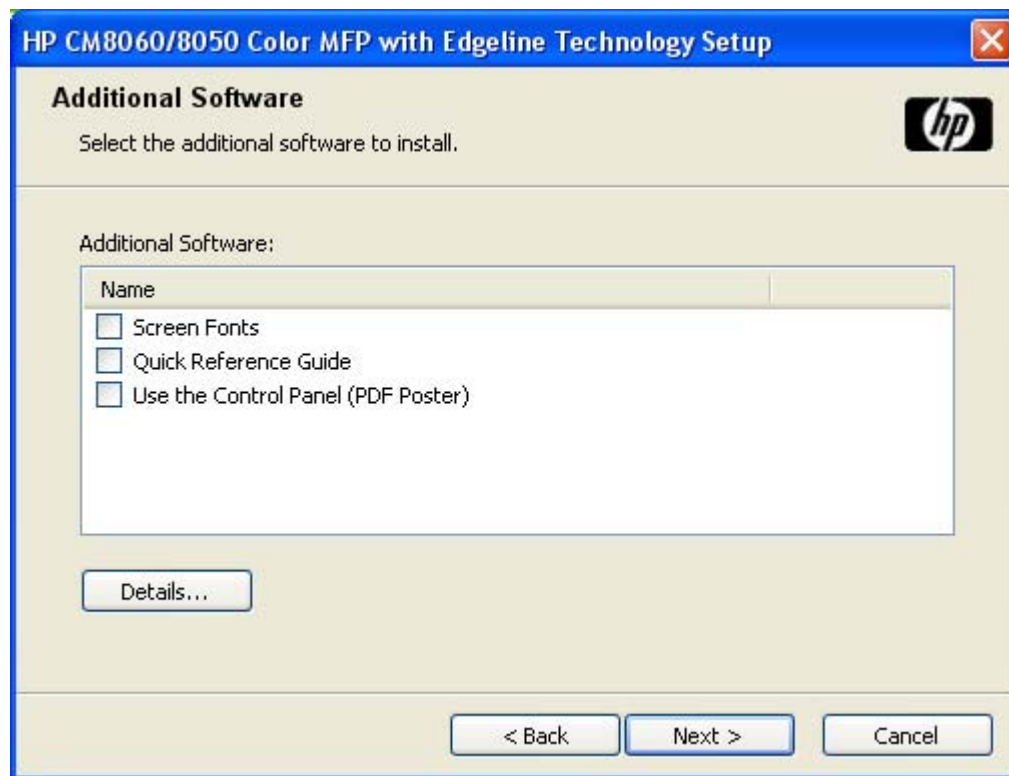 HP CM8060/8050 Color MFP with Edgeline Technology Setup
Additional Software
Select the additional software to install.
hp
Additional Software:
Name
Screen Fonts
Quick Reference Guide
Use the Control Panel (PDF Poster)
Details...
< Back Next > Cancel